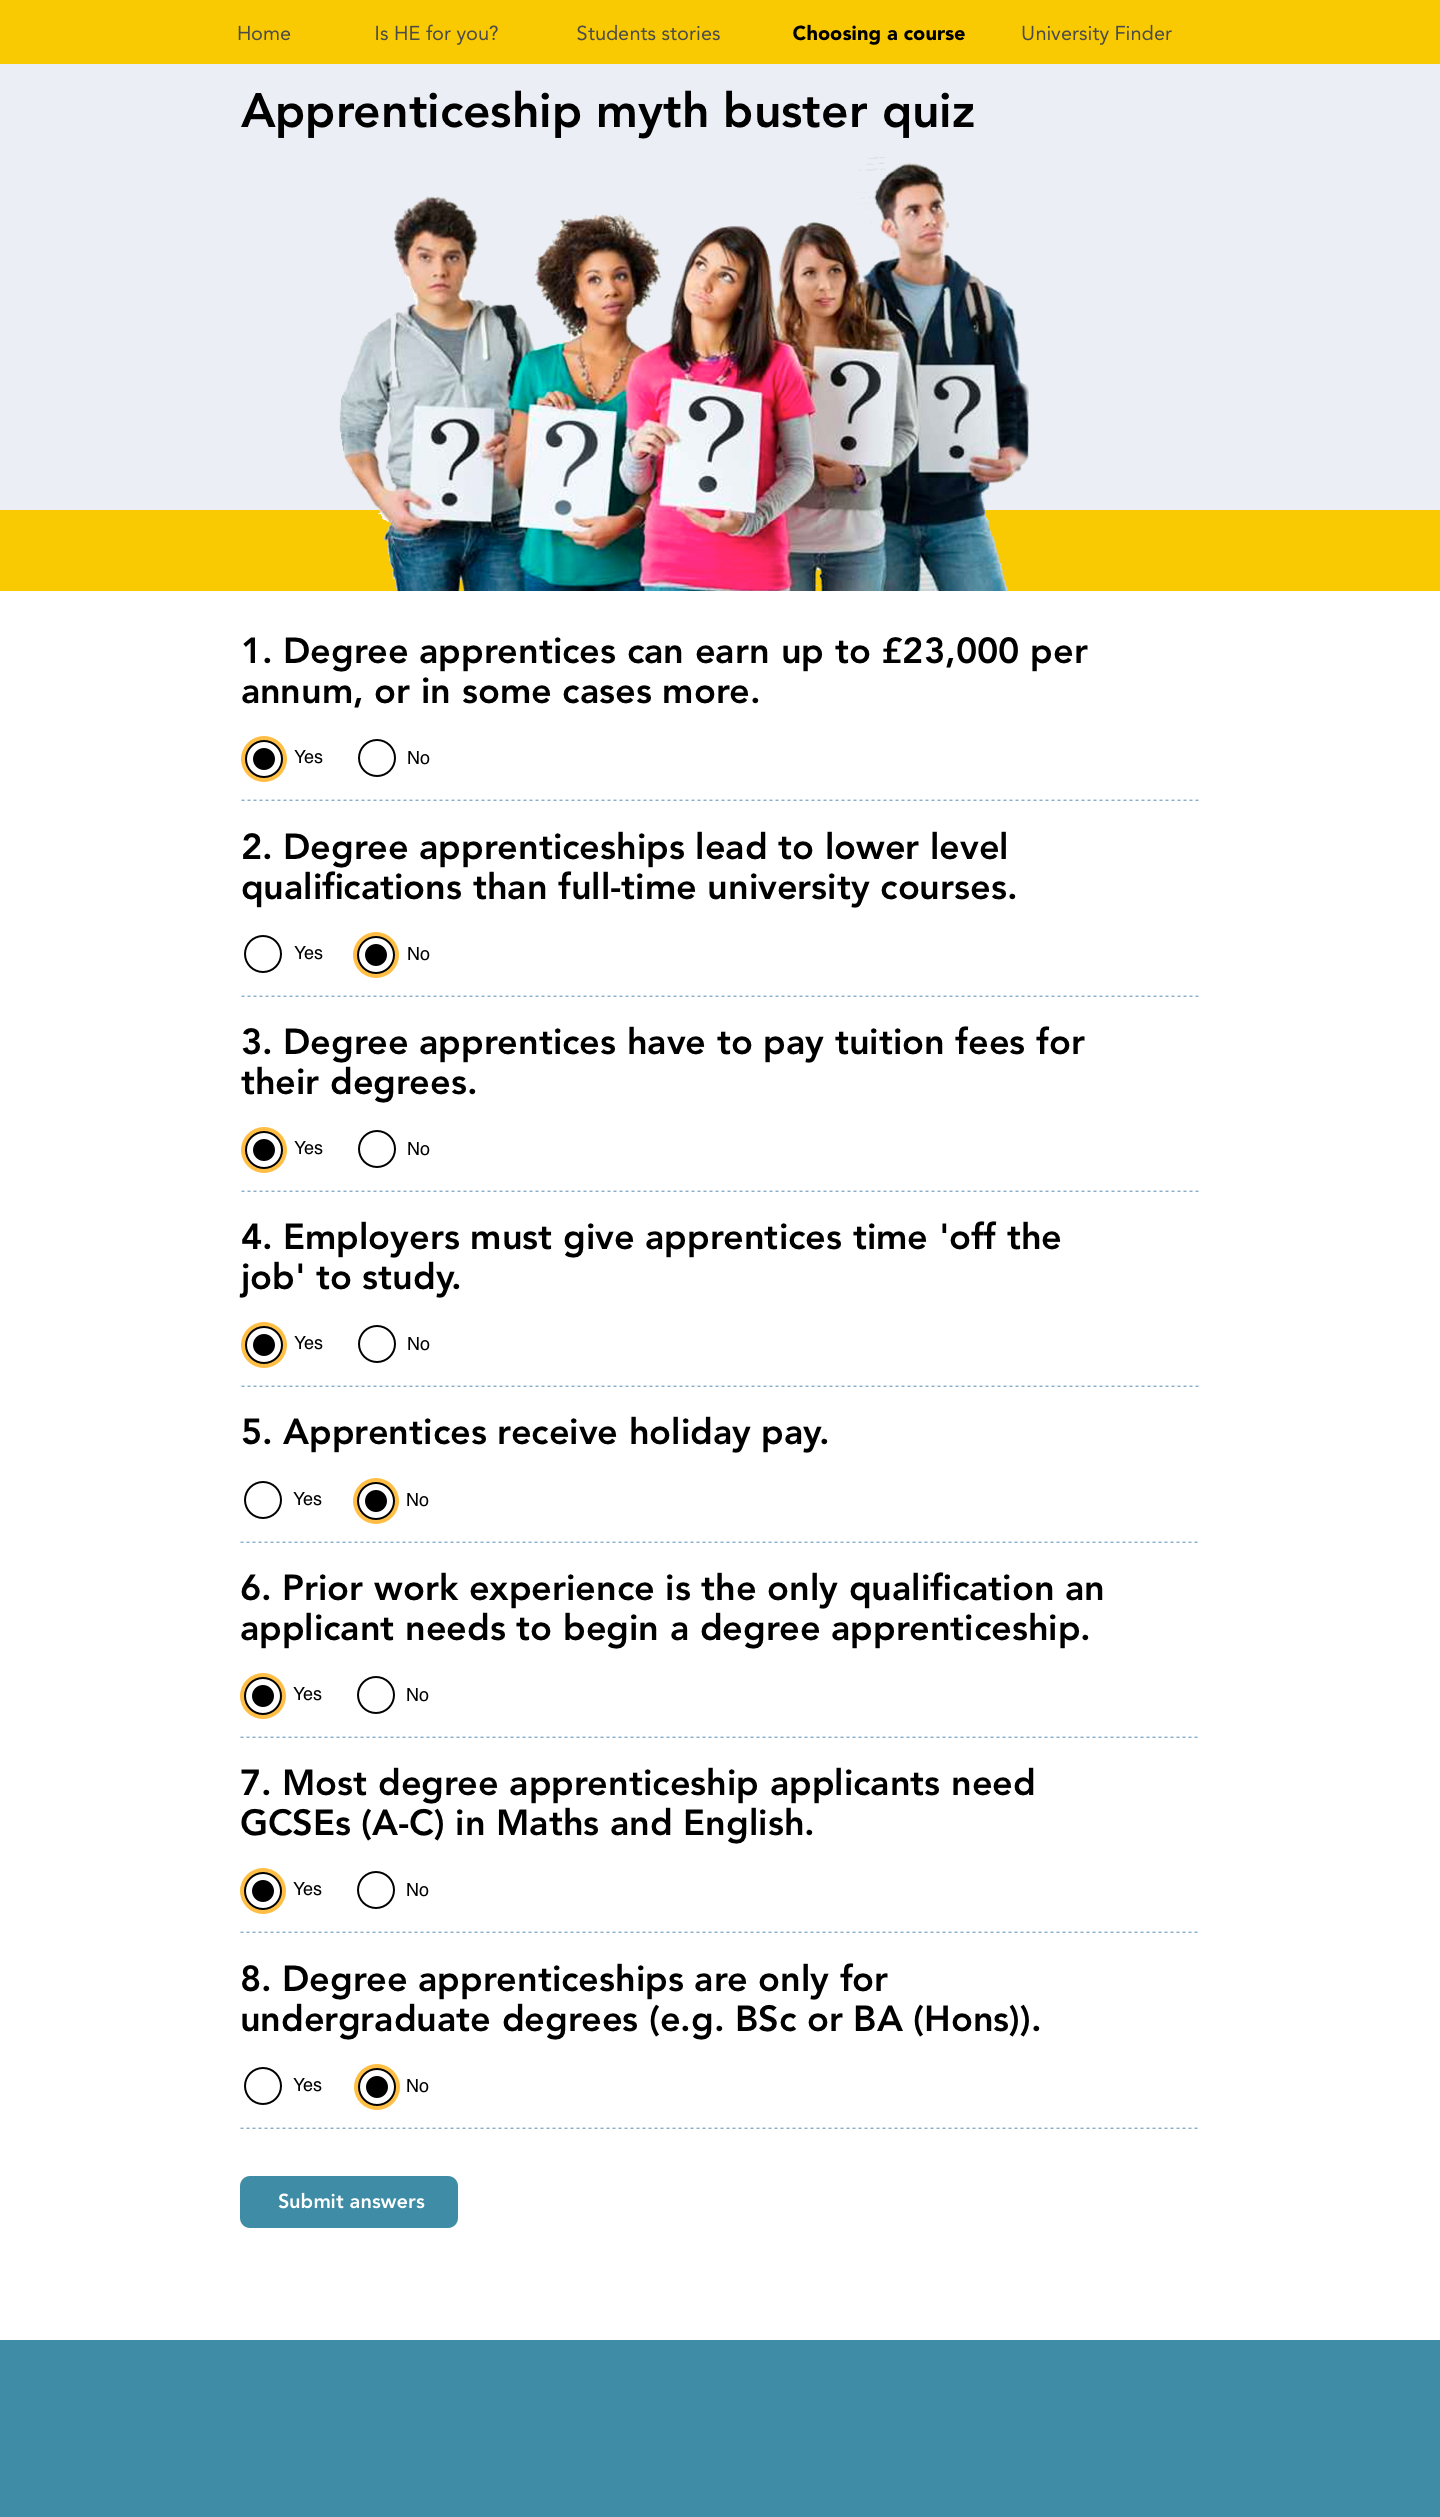 Home Is HE for you? Students stories Choosing a course University Finder
Apprenticeship myth buster quiz
? ? ? ? ?
1. Degree apprentices can earn up to £23,000 per
annum, or in some cases more.
Yes No
2. Degree apprenticeships lead to lower level
qualifications than full-time university courses.
Yes No
3. Degree apprentices have to pay tuition fees for
their degrees.
Yes No
4. Employers must give apprentices time 'off the
job' to study.
Yes No
5. Apprentices receive holiday pay.
Yes No
6. Prior work experience is the only qualification an
applicant needs to begin a degree apprenticeship.
Yes No
7. Most degree apprenticeship applicants need
GCSEs (A-C) in Maths and English.
Yes No
8. Degree apprenticeships are only for
undergraduate degrees (e.g. BSc or BA (Hons)).
Yes No
Submit answers